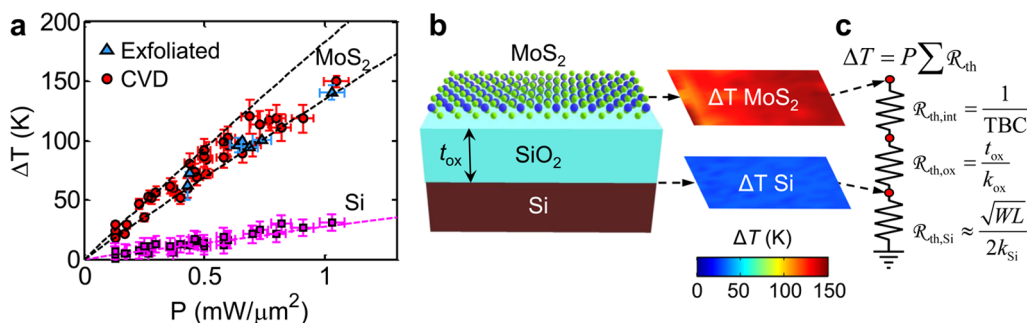 a
200
150
100
50
0
ΔT (K)
Exfoliated
CVD
MoS2
Si
0
0.5
1
P (mW/μm²)
b
MoS2
tox
SiO2
Si
ΔT MoS2
ΔT Si
ΔT (K)
0 50 100 150
c
ΔT = P∑ℛth
ℛth,int = 1/TBC
ℛth,ox = tox/kox
ℛth,Si ≈ √WL/2kSi